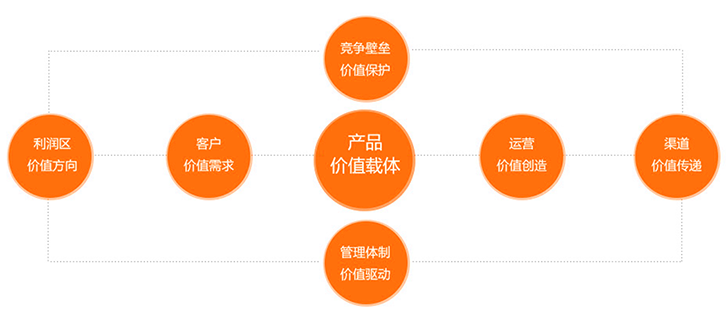 竞争壁垒
价值保护
利润区
价值方向
客户
价值需求
产品
价值载体
运营
价值创造
渠道
价值传递
管理体制
价值驱动